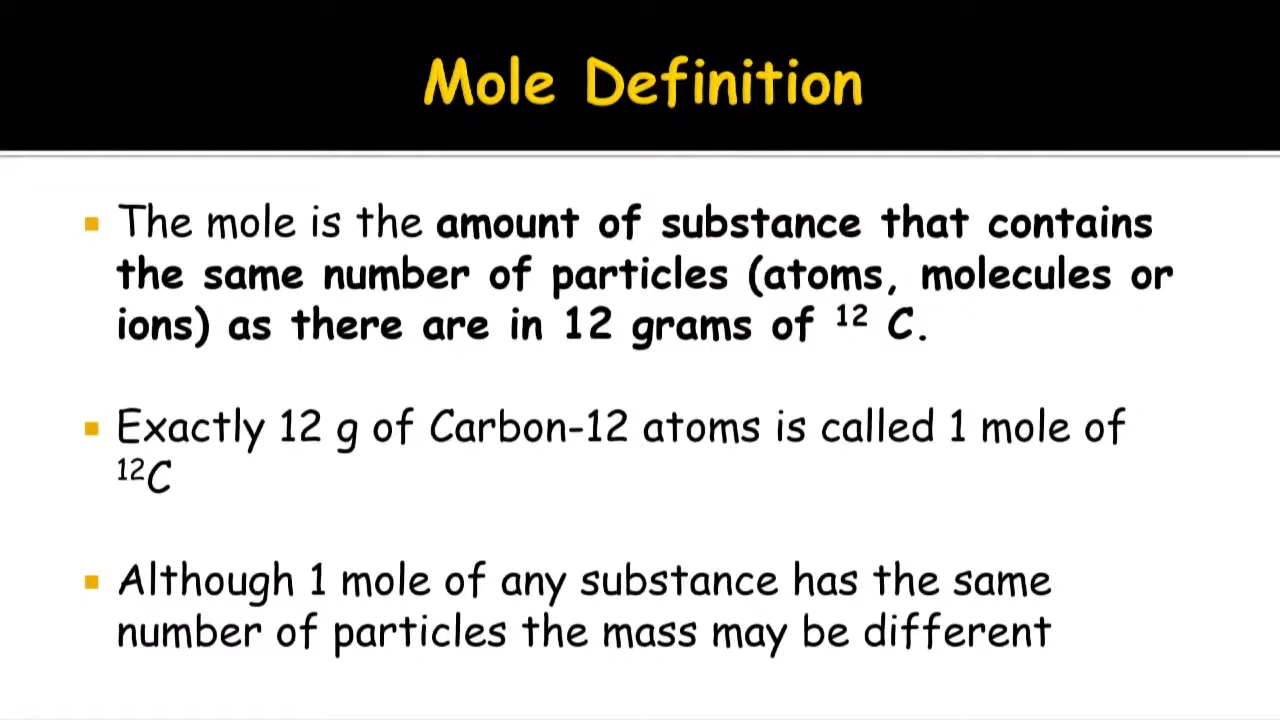 Mole Definition
The mole is the amount of substance that contains
the same number of particles (atoms, molecules or
ions) as there are in 12 grams of ¹² C.
Exactly 12 g of Carbon-12 atoms is called 1 mole of
¹²C
Although 1 mole of any substance has the same
number of particles the mass may be different